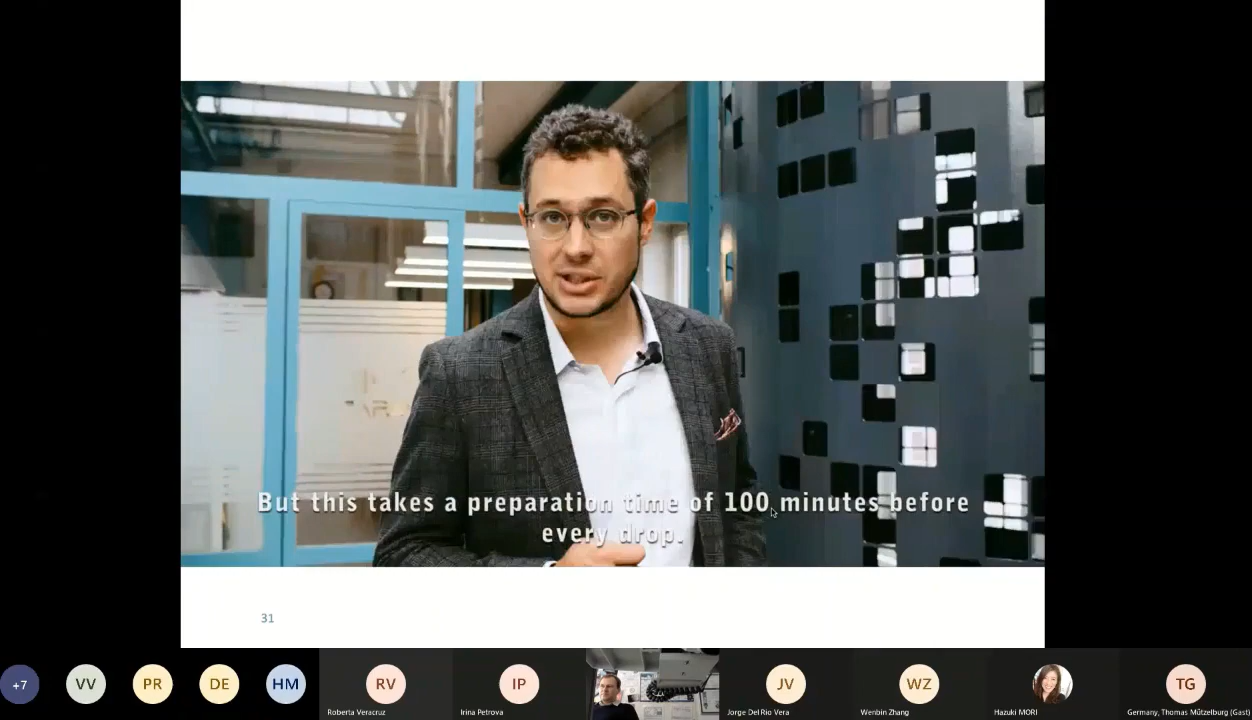 But this takes a preparation time of 100 minutes before
every drop.
31
+7
VV
PR
DE
HM
RV
IP
JV
WZ
TG
Roberta Veracruz
Irina Petrova
Jorge Del Rio Vera
Wenbin Zhang
Hazuki MORI
Germany, Thomas Mützelburg (Gast)